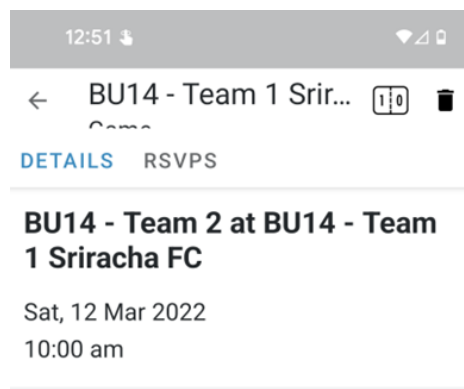 12:51
BU14 - Team 1 Srir...
1 0
DETAILS RSVPS
BU14 - Team 2 at BU14 - Team
1 Sriracha FC
Sat, 12 Mar 2022
10:00 am